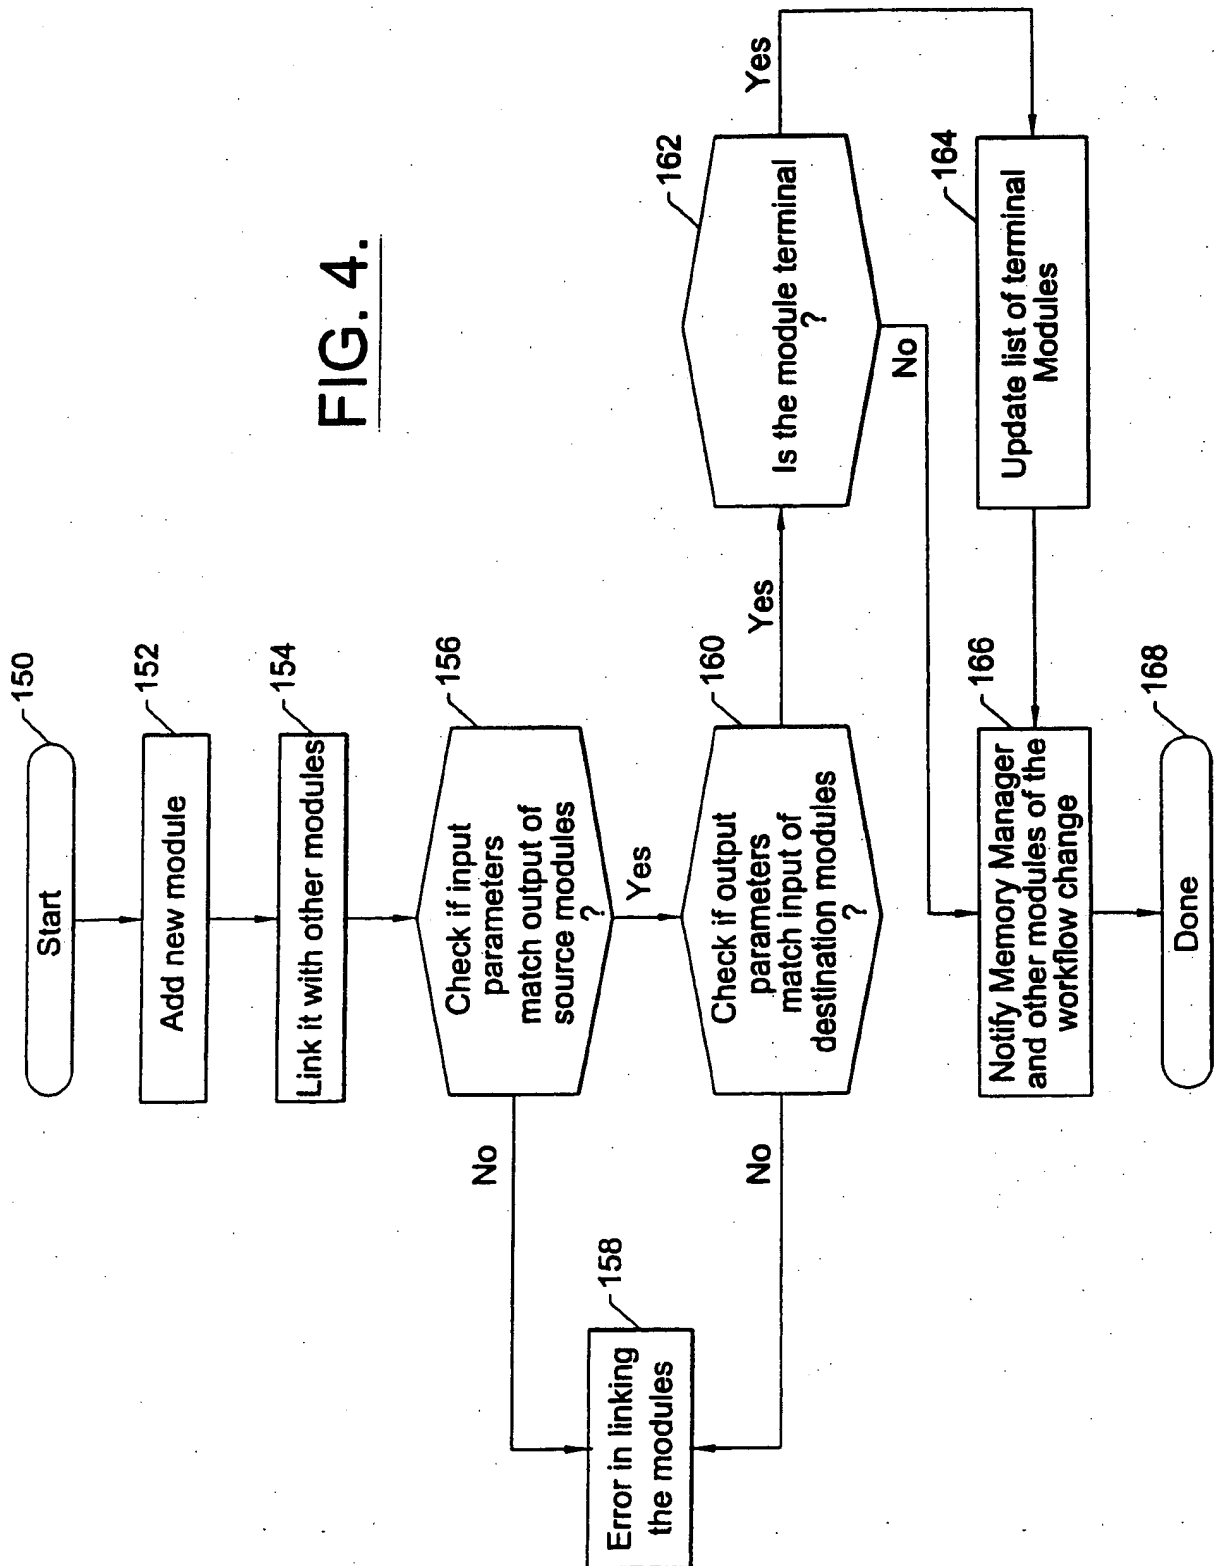 FIG. 4.
150
Start
152
Add new module
154
Link it with other modules
156
Check if input
parameters
match output of
source modules
?
No
Yes
158
Error in linking
the modules
160
Check if output
parameters
match input of
destination modules
?
No
Yes
162
Is the module terminal
?
Yes
No
164
Update list of terminal
Modules
166
Notify Memory Manager
and other modules of the
workflow change
168
Done